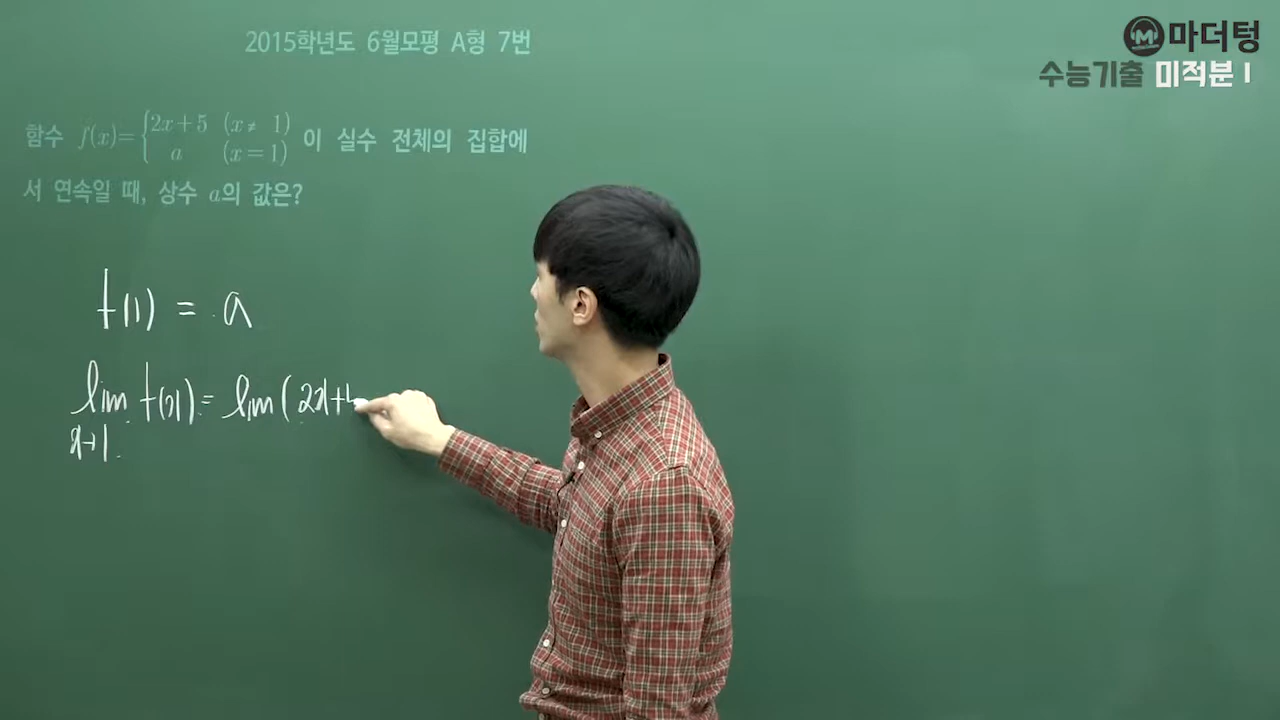 2015학년도 6월모평 A형 7번
마더텅
수능기출 미적분 I
함수 f(x)={2x+5 (x≠ 1)
a (x=1) 이 실수 전체의 집합에
서 연속일 때, 상수 a의 값은?
f(1) = a
lim f(x) = lim (2x+
x→1